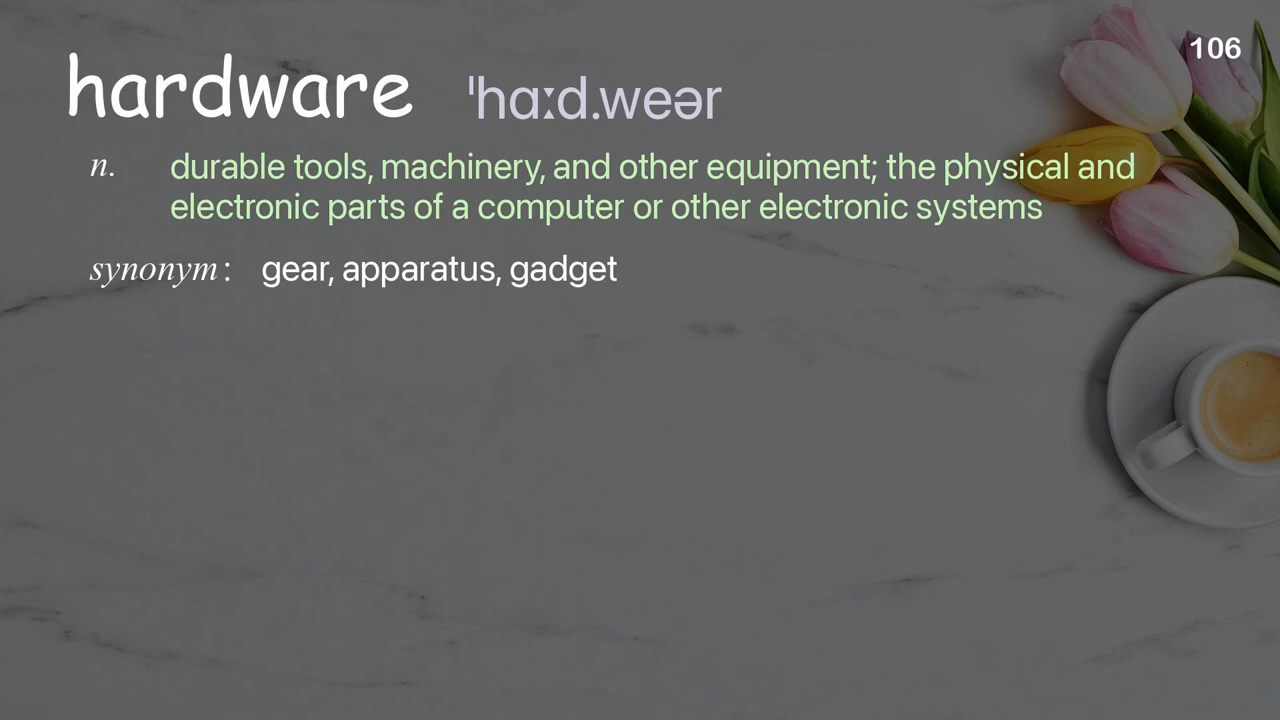 106
hardware ˈhɑːd.weər
n. durable tools, machinery, and other equipment; the physical and
electronic parts of a computer or other electronic systems
synonym: gear, apparatus, gadget